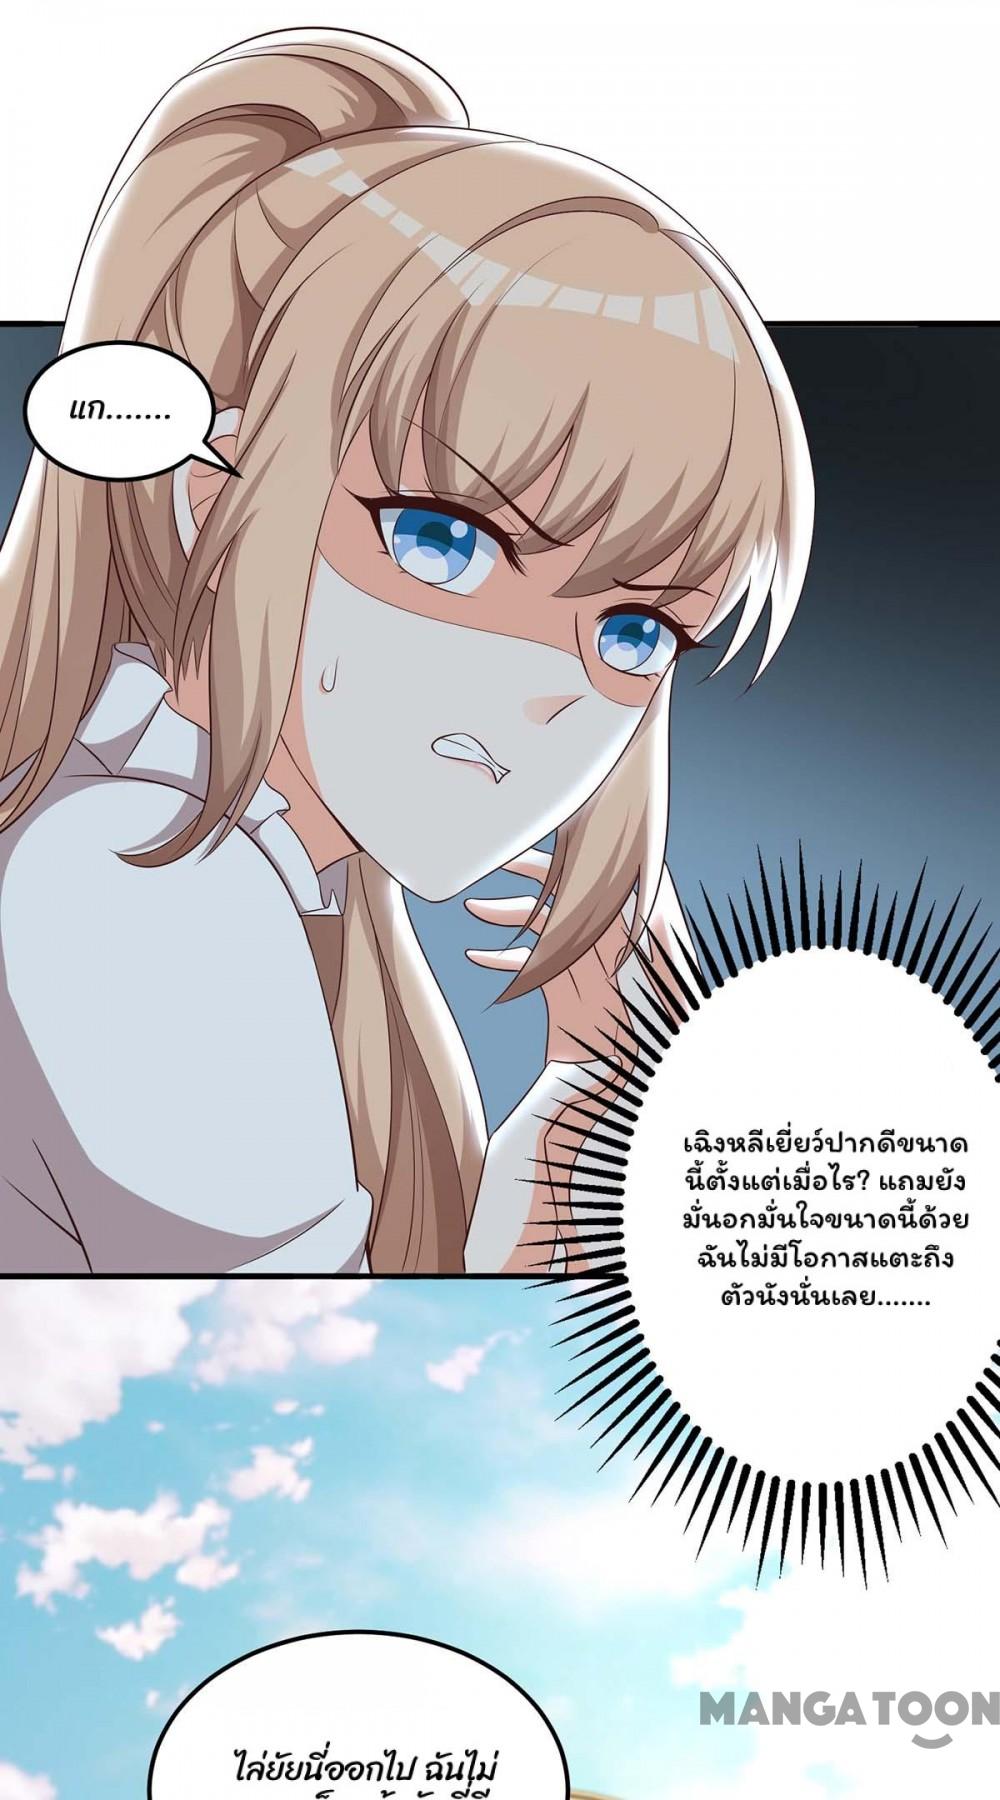 แก.......
เฉิงหลีเยี่ยว์ปากดีขนาด
นี้ตั้งแต่เมื่อไร? แถมยัง
มั่นอกมั่นใจขนาดนี้ด้วย
ฉันไม่มีโอกาสแตะถึง
ตัวนังนั่นเลย.......
MANGATOON
ไล่ยัยนี่ออกไป ฉันไม่